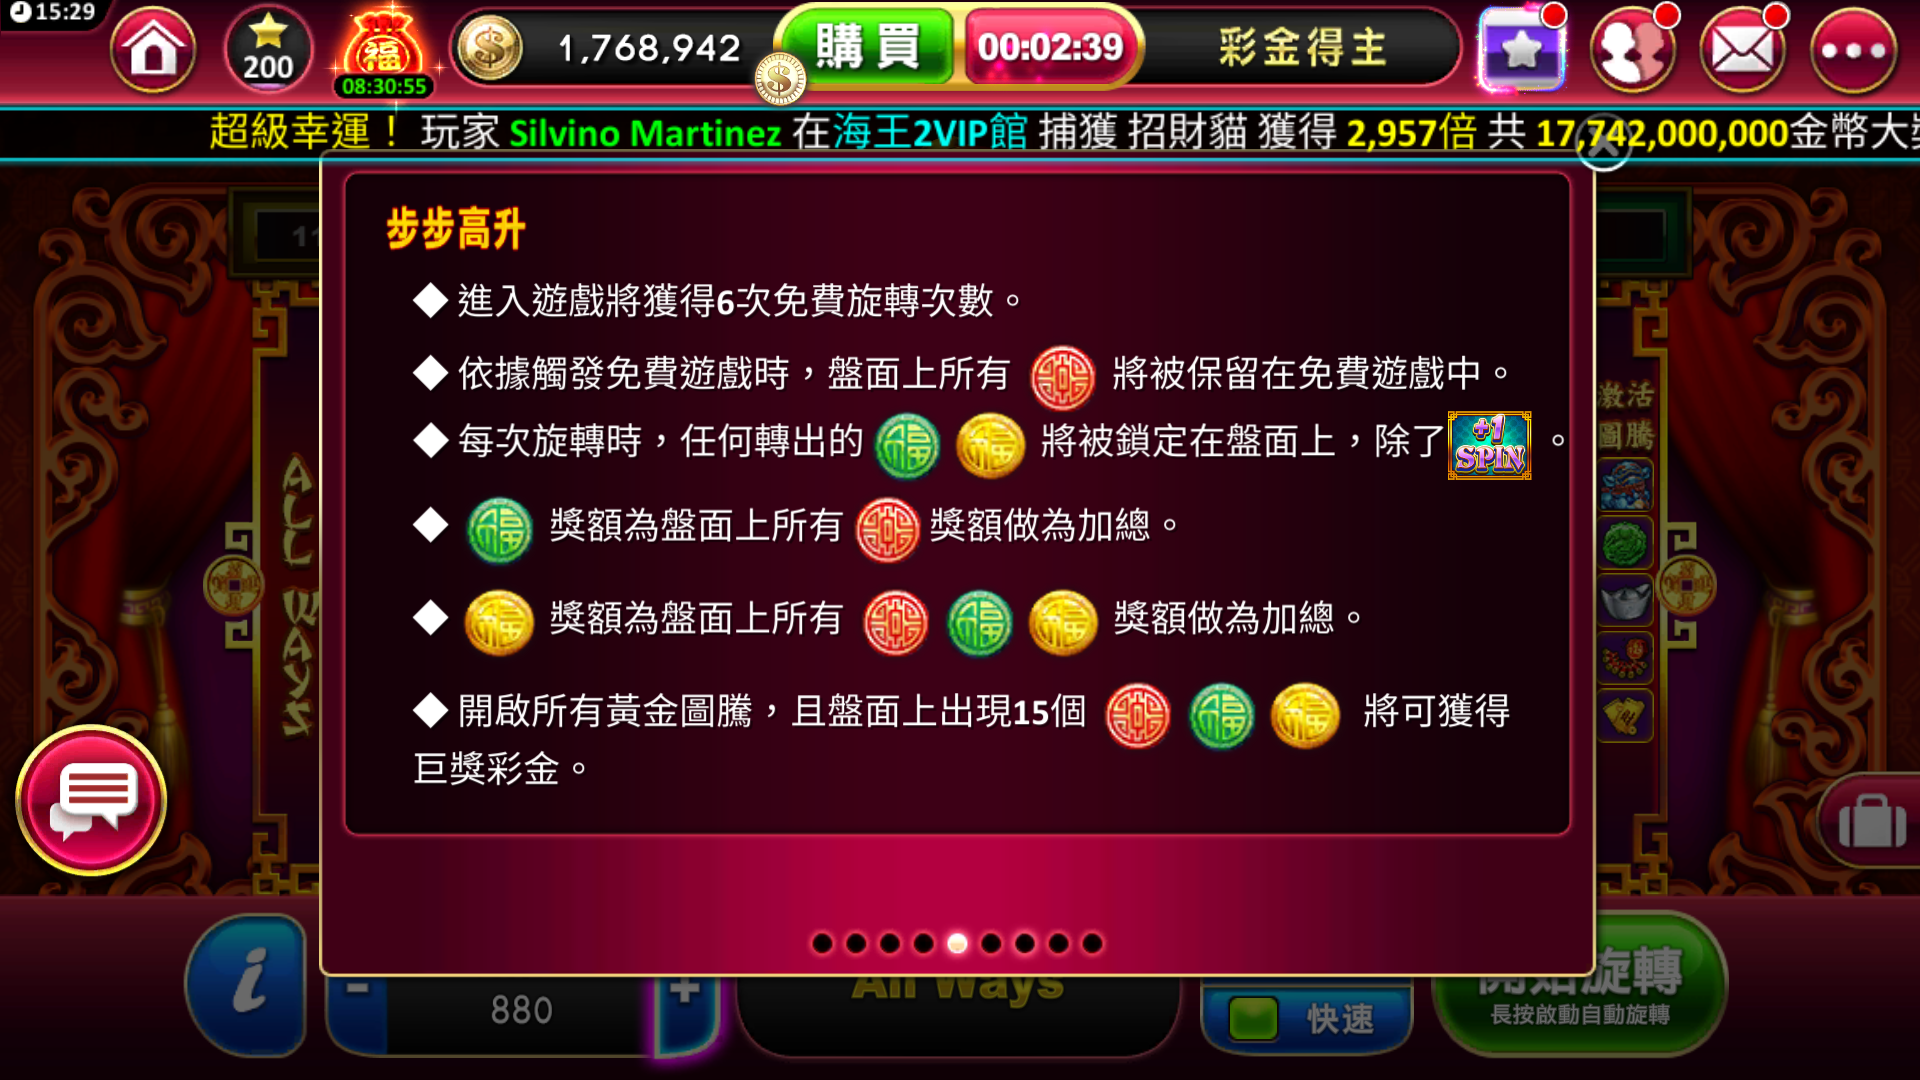 15:29
200
福
08:30:55
1,768,942
購買
00:02:39
彩金得主
超級幸運！ 玩家 Silvino Martinez 在海王2VIP館 捕獲 招財貓 獲得 2,957倍 共 17,742,000,000金幣大
步步高升
◆進入遊戲將獲得6次免費旋轉次數。
◆依據觸發免費遊戲時，盤面上所有 將被保留在免費遊戲中。
◆每次旋轉時，任何轉出的 福 福 將被鎖定在盤面上，除了 +1 SPIN 。
◆ 福 獎額為盤面上所有 獎額做為加總。
◆ 福 獎額為盤面上所有 福 福 獎額做為加總。
◆開啟所有黃金圖騰，且盤面上出現15個 福 福 將可獲得
巨獎彩金。
ALL WAYS
激活
圖騰
i
-
880
+
All Ways
快速
開始旋轉
長按啟動自動旋轉